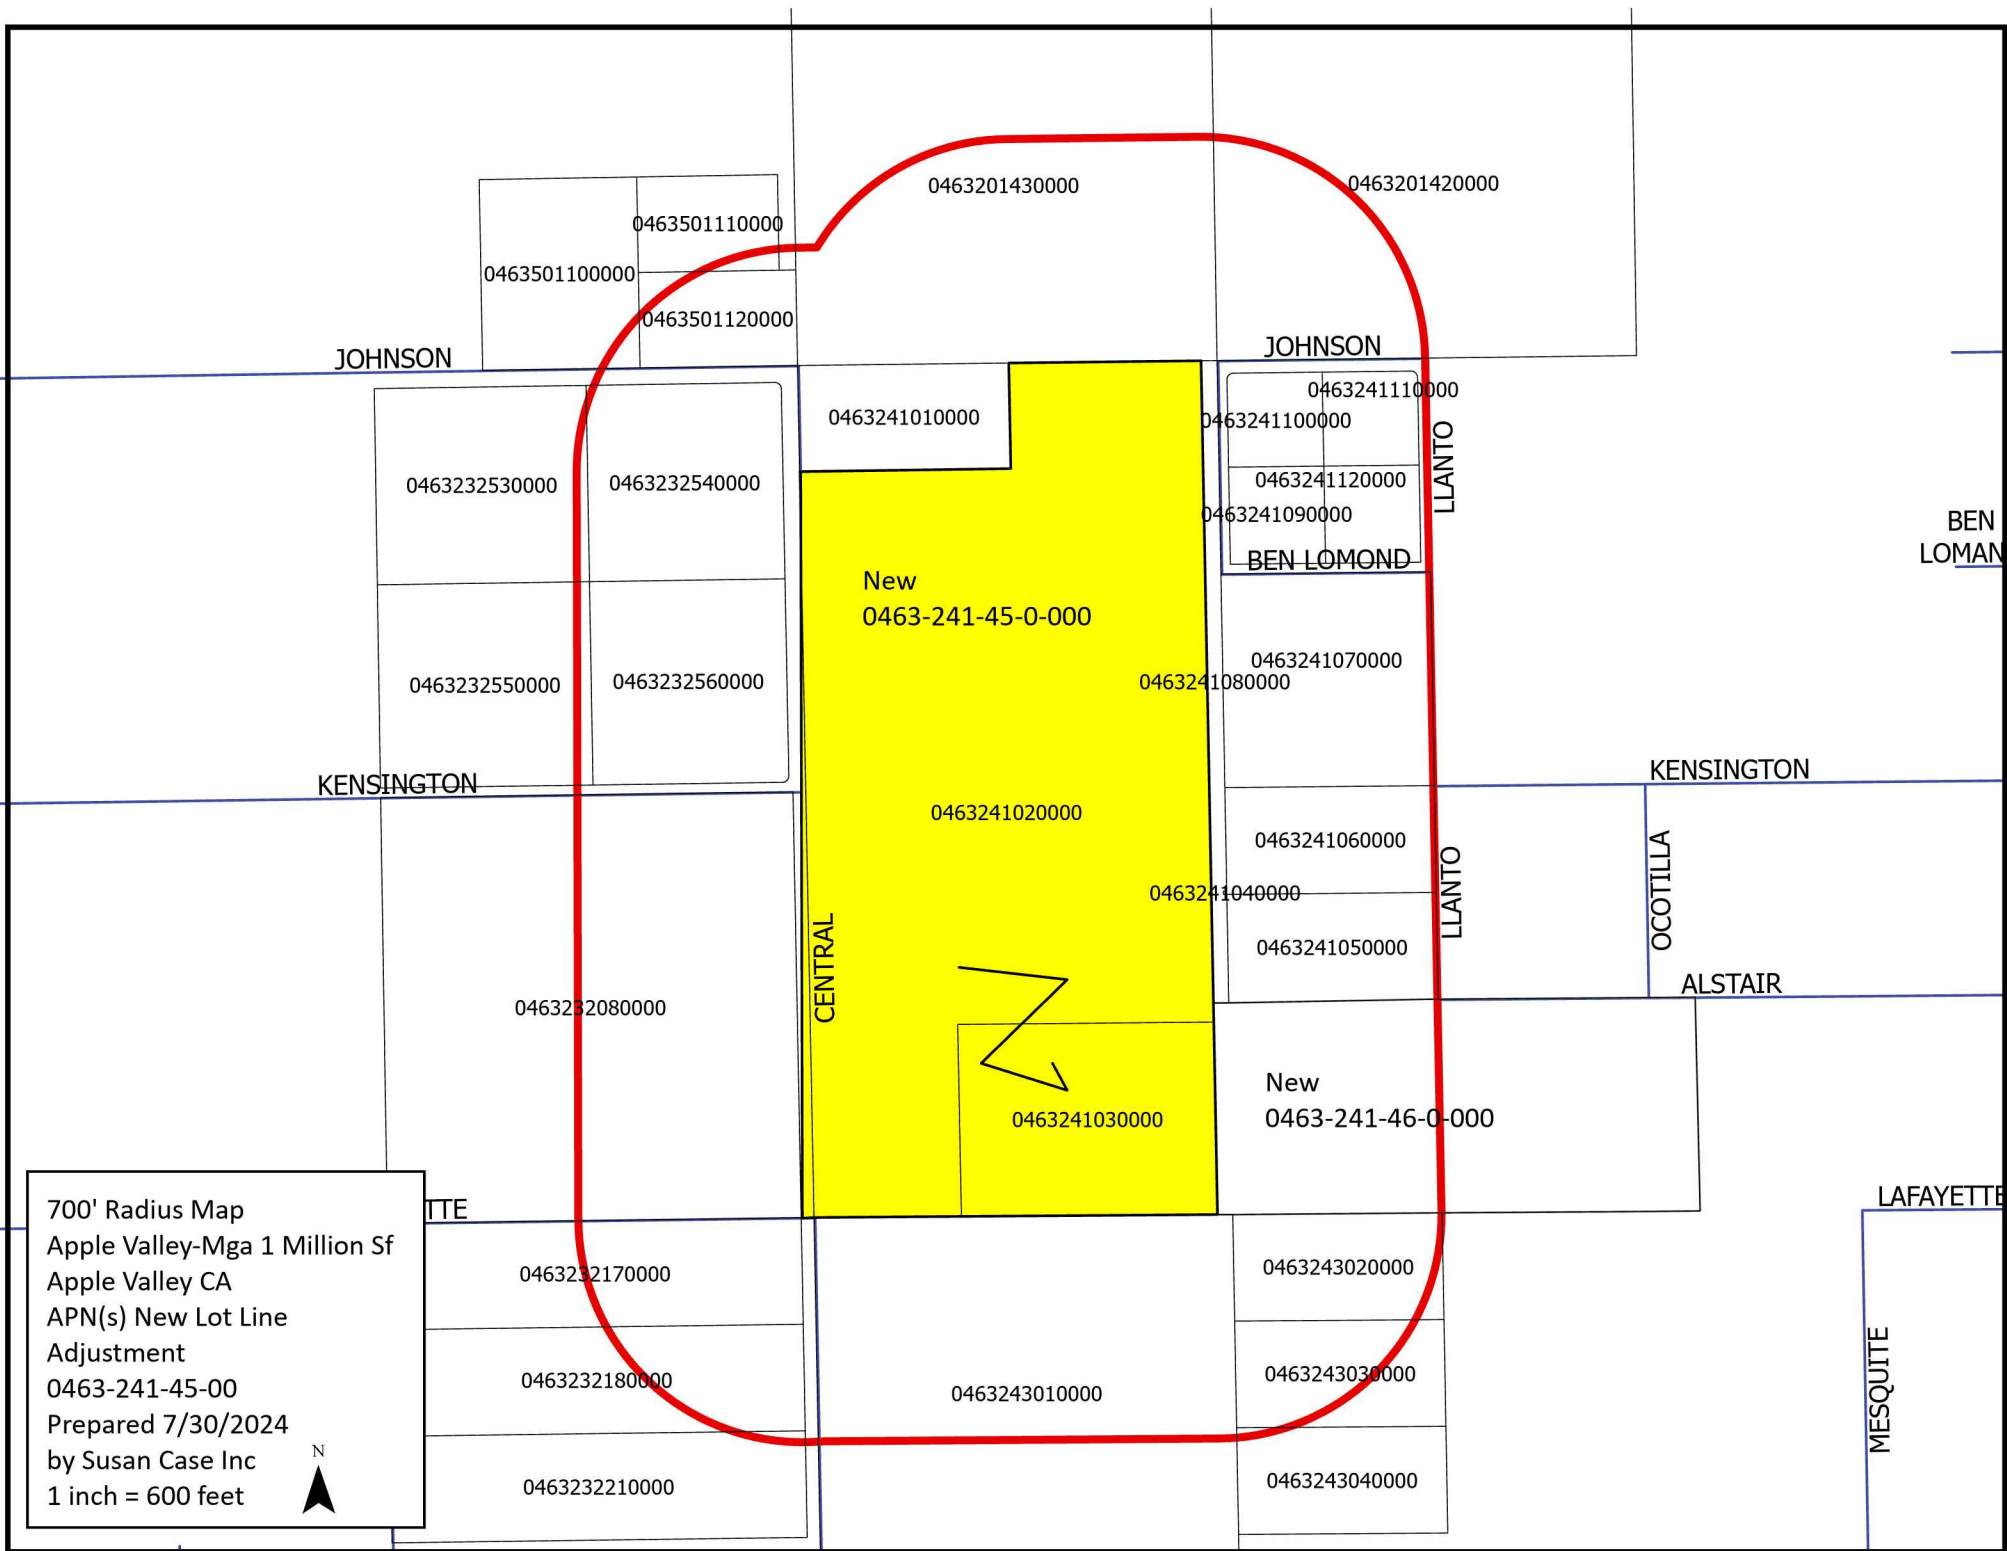 0463201430000
0463201420000
0463501110000
0463501100000
0463501120000
JOHNSON
JOHNSON
0463241010000
0463241110000
0463241100000
LLANTO
0463232530000
0463232540000
0463241120000
0463241090000
BEN
LOMAN
BEN LOMOND
New
0463-241-45-0-000
0463241070000
0463232550000
0463232560000
0463241080000
KENSINGTON
KENSINGTON
0463241020000
0463241060000
OCOTILLA
LLANTO
0463241040000
0463241050000
CENTRAL
ALSTAIR
0463232080000
New
0463-241-46-0-000
0463241030000
TTE
LAFAYETTE
700' Radius Map
Apple Valley-Mga 1 Million Sf
Apple Valley CA
APN(s) New Lot Line
Adjustment
0463-241-45-00
Prepared 7/30/2024
by Susan Case Inc
1 inch = 600 feet
N
0463232170000
0463243020000
0463232180000
0463243010000
0463243030000
MESQUITE
0463232210000
0463243040000